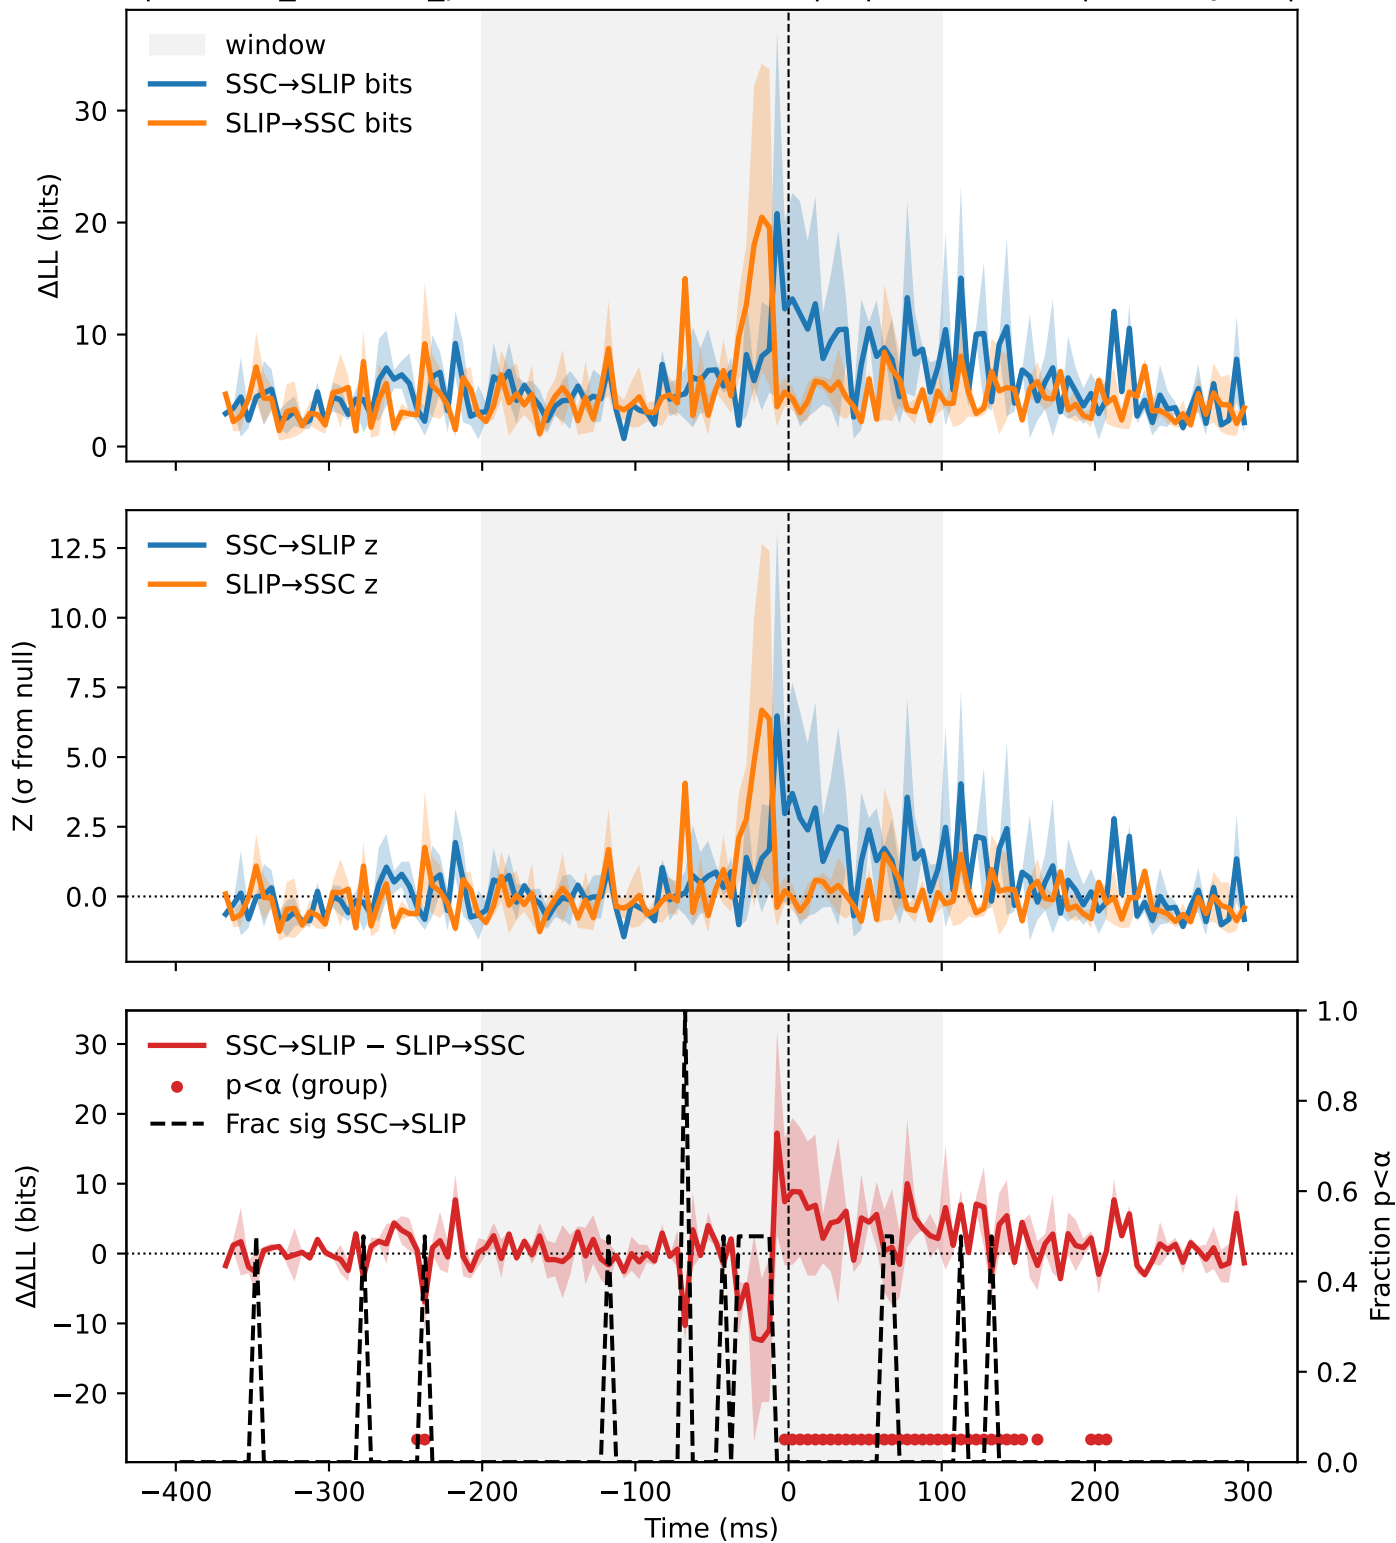 window
SSC→SLIP bits
SLIP→SSC bits
ΔLL (bits)
30
20
10
0
SSC→SLIP z
SLIP→SSC z
Z (σ from null)
12.5
10.0
7.5
5.0
2.5
0.0
SSC→SLIP − SLIP→SSC
p<α (group)
Frac sig SSC→SLIP
ΔΔLL (bits)
30
20
10
0
−10
−20
1.0
0.8
0.6
0.4
0.2
0.0
Fraction p<α
−400 −300 −200 −100 0 100 200 300
Time (ms)